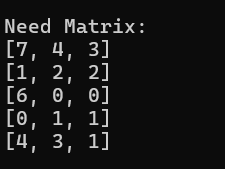 Need Matrix:
[7, 4, 3]
[1, 2, 2]
[6, 0, 0]
[0, 1, 1]
[4, 3, 1]